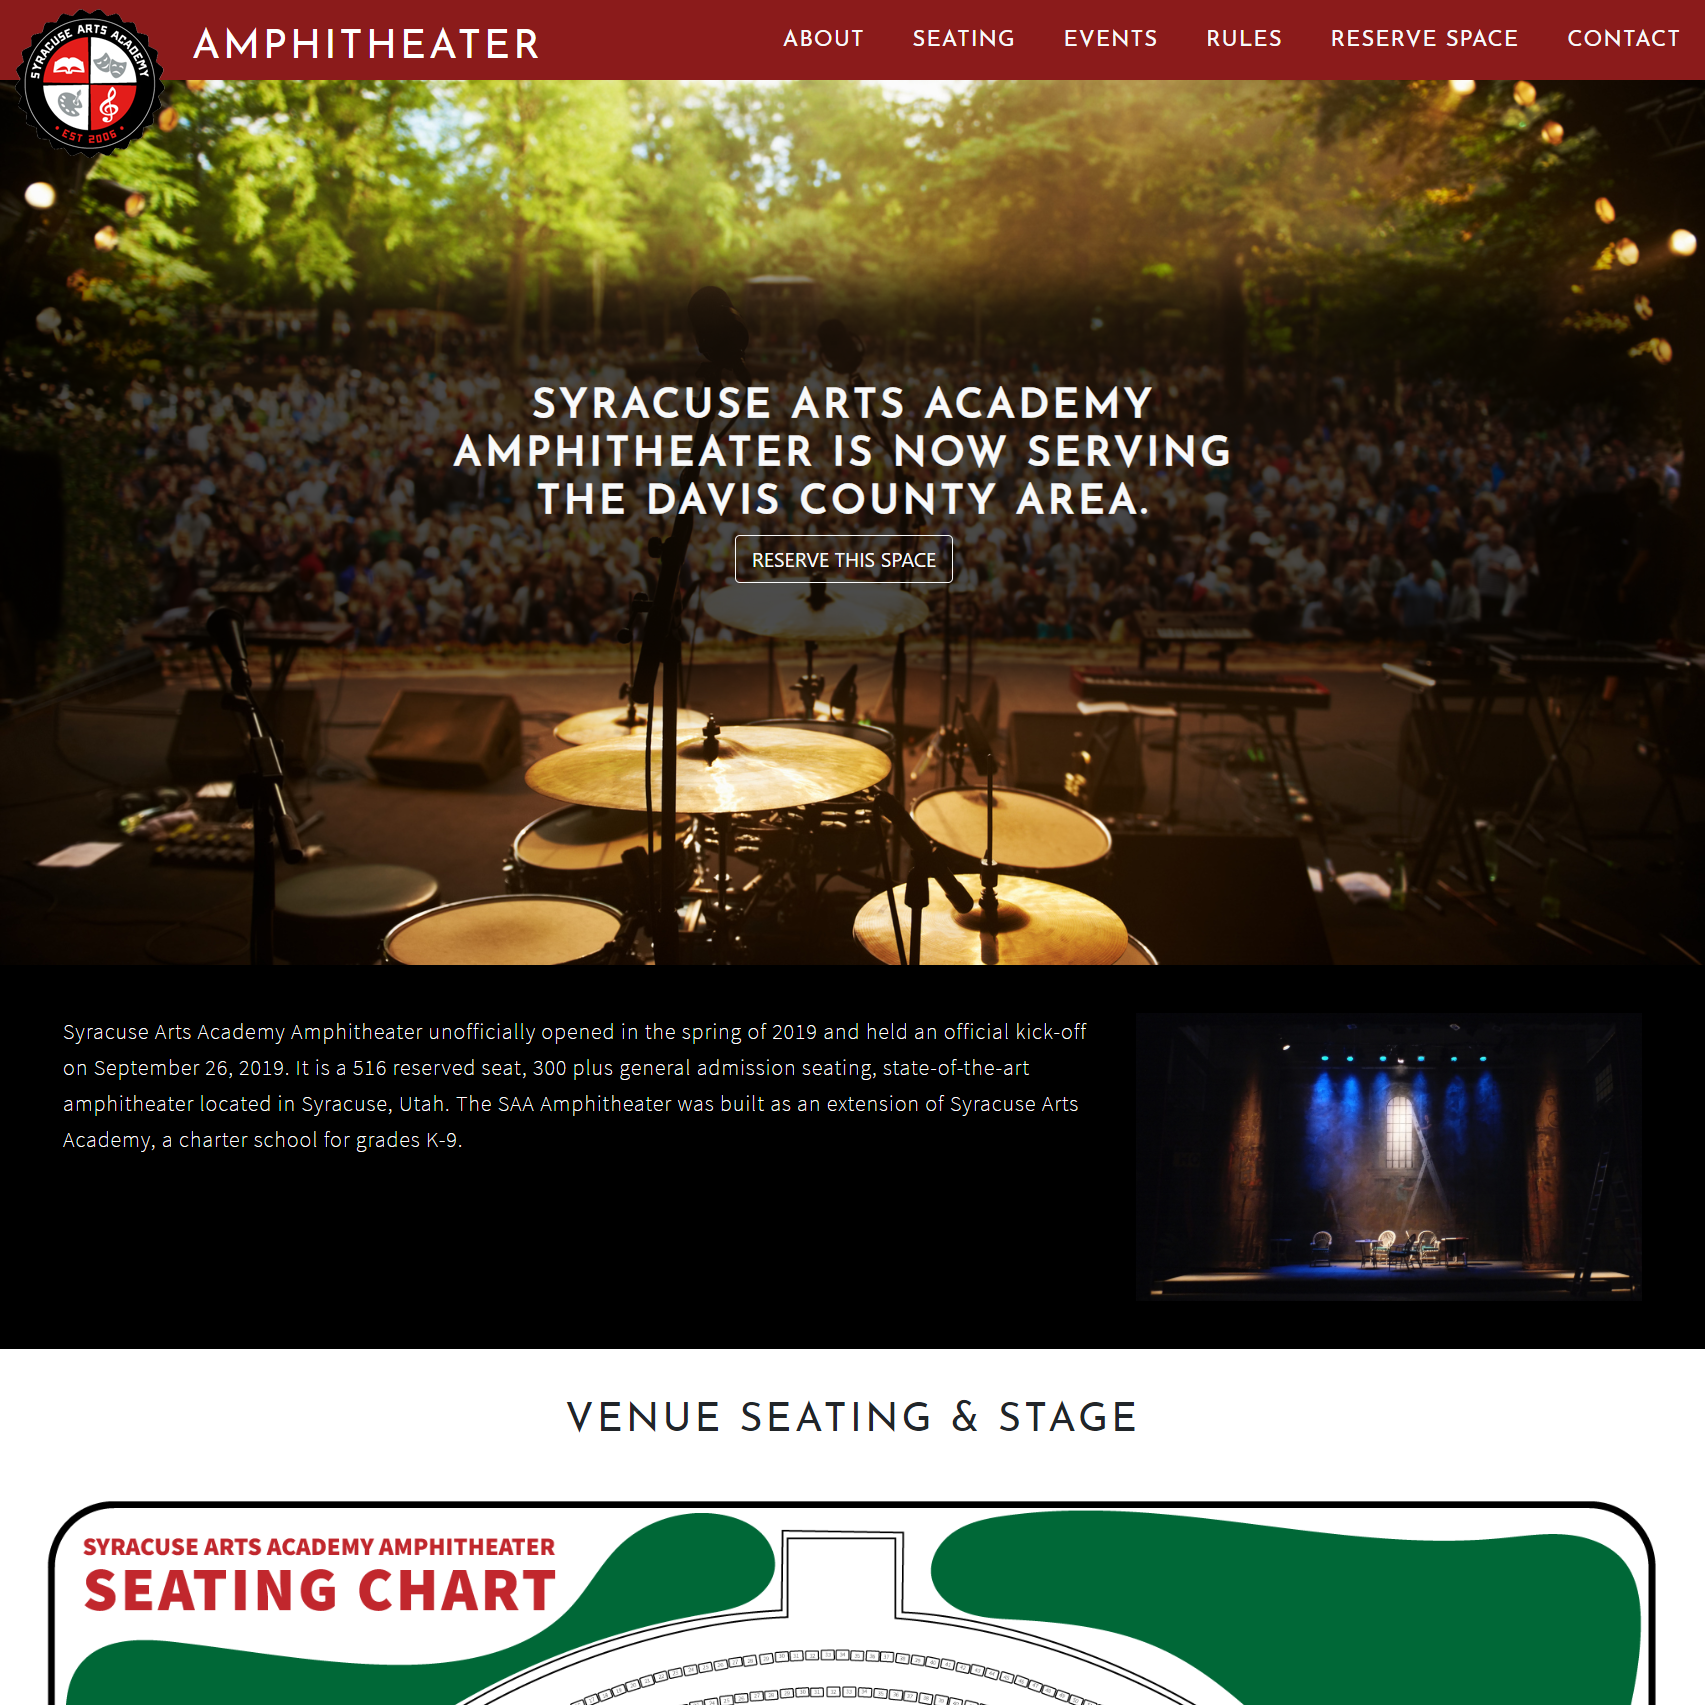 SYRACUSE ARTS ACADEMY
EST 2006
AMPHITHEATER
ABOUT SEATING EVENTS RULES RESERVE SPACE CONTACT
SYRACUSE ARTS ACADEMY
AMPHITHEATER IS NOW SERVING
THE DAVIS COUNTY AREA.
RESERVE THIS SPACE
Syracuse Arts Academy Amphitheater unofficially opened in the spring of 2019 and held an official kick-off
on September 26, 2019. It is a 516 reserved seat, 300 plus general admission seating, state-of-the-art
amphitheater located in Syracuse, Utah. The SAA Amphitheater was built as an extension of Syracuse Arts
Academy, a charter school for grades K-9.
VENUE SEATING & STAGE
SYRACUSE ARTS ACADEMY AMPHITHEATER
SEATING CHART